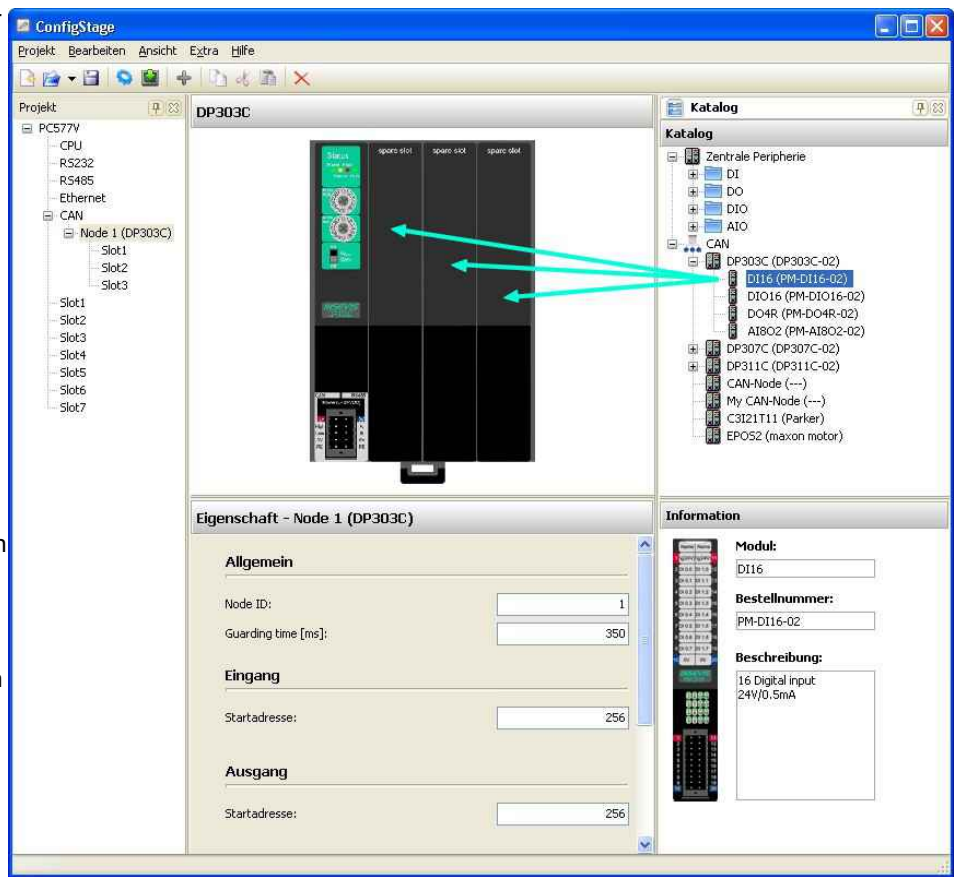 ConfigStage
Projekt Bearbeiten Ansicht Extra Hilfe
Projekt
PC577V
CPU
RS232
RS485
Ethernet
CAN
Node 1 (DP303C)
Slot1
Slot2
Slot3
Slot1
Slot2
Slot3
Slot4
Slot5
Slot6
Slot7
DP303C
Status
spare slot spare slot spare slot
Eigenschaft - Node 1 (DP303C)
Allgemein
Node ID: 1
Guarding time [ms]: 350
Eingang
Startadresse: 256
Ausgang
Startadresse: 256
Katalog
Katalog
Zentrale Peripherie
DI
DO
DIO
AIO
CAN
DP303C (DP303C-02)
DI16 (PM-DI16-02)
DIO16 (PM-DIO16-02)
DO4R (PM-DO4R-02)
AI8O2 (PM-AI8O2-02)
DP307C (DP307C-02)
DP311C (DP311C-02)
CAN-Node (---)
My CAN-Node (---)
C3I21T11 (Parker)
EPOS2 (maxon motor)
Information
Modul:
DI16
Bestellnummer:
PM-DI16-02
Beschreibung:
16 Digital input
24V/0.5mA